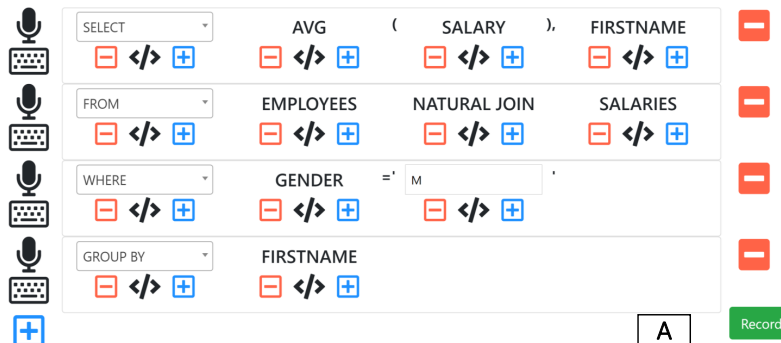 SELECT AVG ( SALARY ), FIRSTNAME
FROM EMPLOYEES NATURAL JOIN SALARIES
WHERE GENDER =' M '
GROUP BY FIRSTNAME
A Record